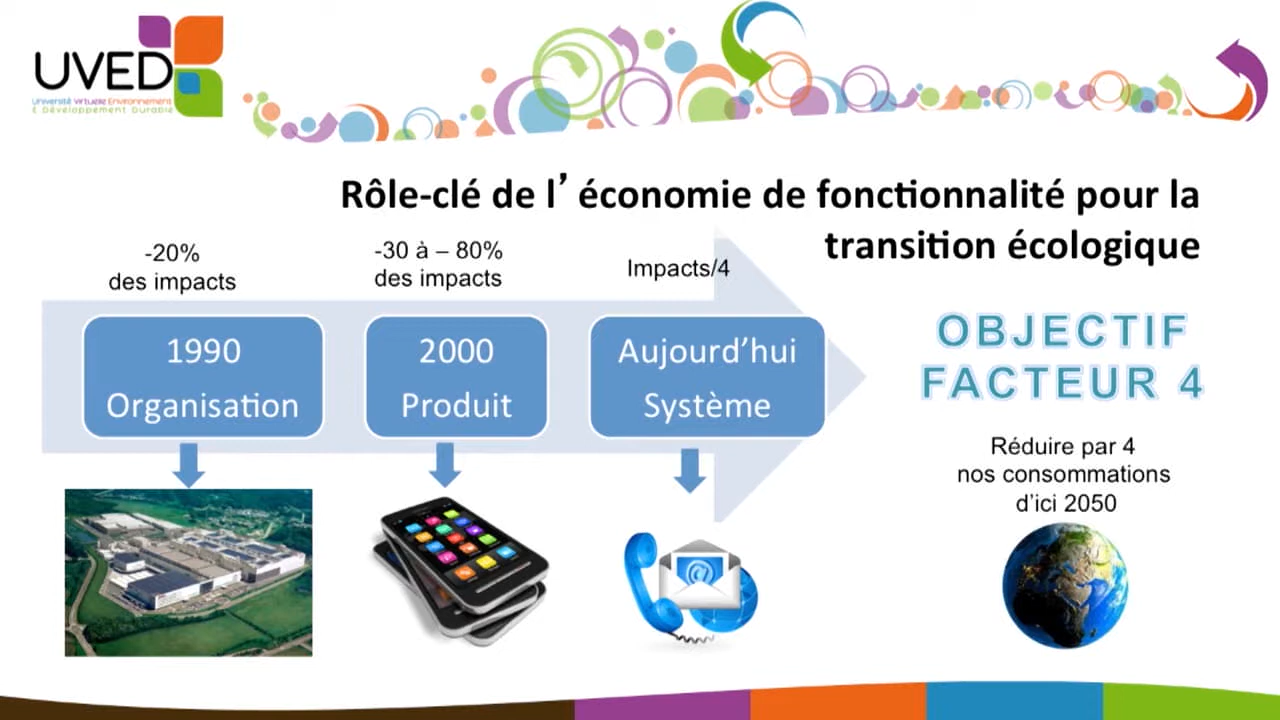 UVED
Université Virtuelle Environnement
& Développement Durable
Rôle-clé de l’économie de fonctionnalité pour la
transition écologique
-20%
des impacts
-30 à – 80%
des impacts
Impacts/4
1990
Organisation
2000
Produit
Aujourd’hui
Système
OBJECTIF
FACTEUR 4
Réduire par 4
nos consommations
d’ici 2050
@